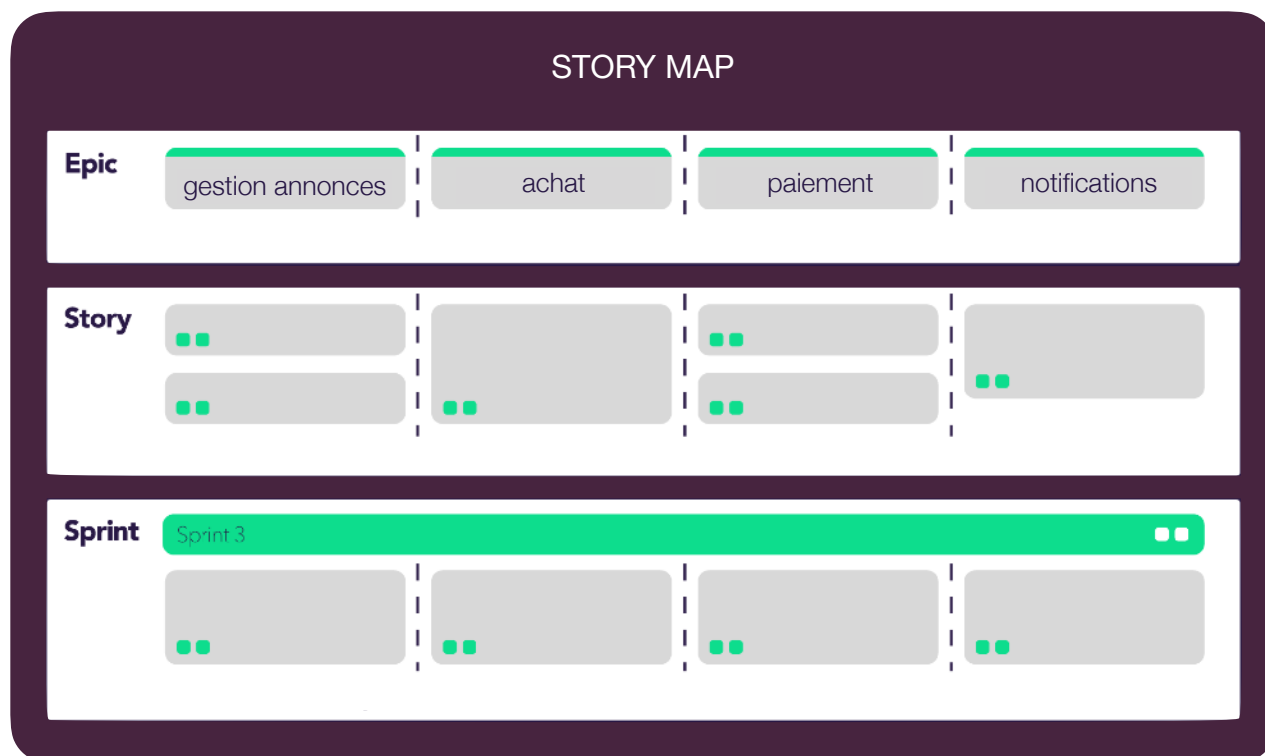 STORY MAP
Epic
gestion annonces
achat
paiement
notifications
Story
Sprint
Sprint 3